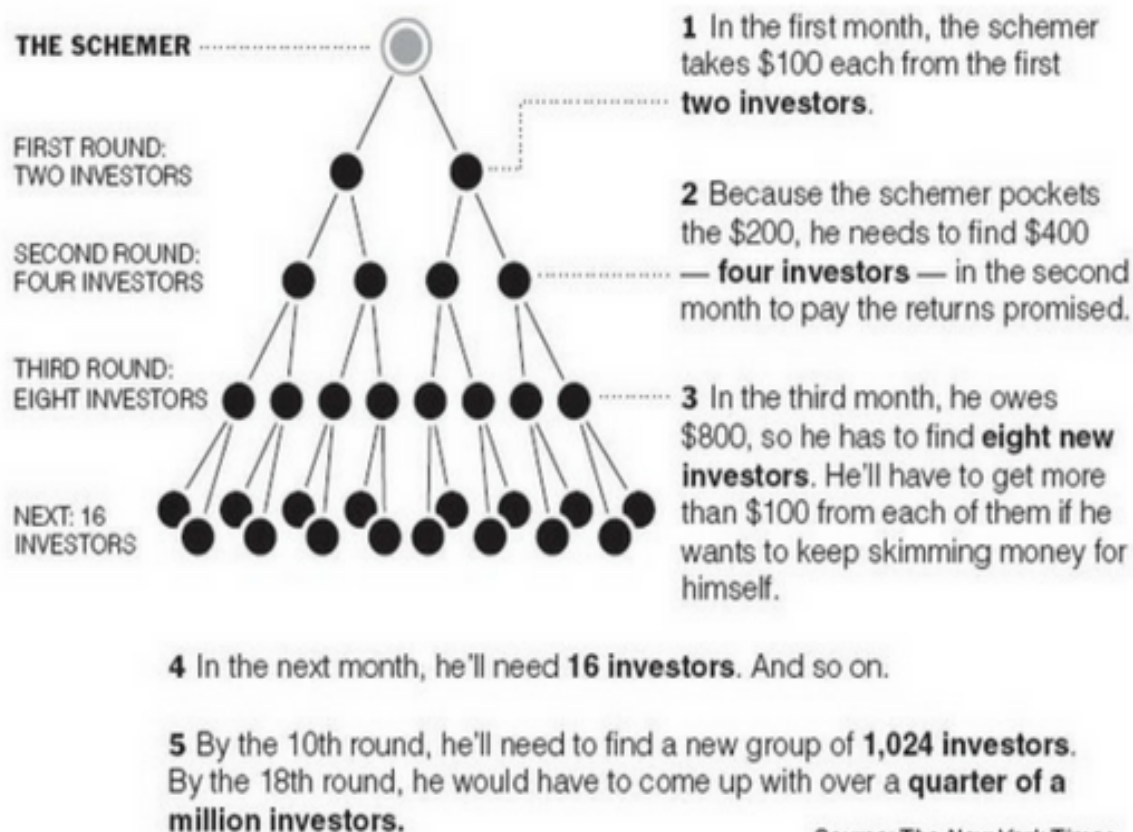 THE SCHEMER
1 In the first month, the schemer
takes $100 each from the first
two investors.
FIRST ROUND:
TWO INVESTORS
2 Because the schemer pockets
the $200, he needs to find $400
— four investors — in the second
month to pay the returns promised.
SECOND ROUND:
FOUR INVESTORS
THIRD ROUND:
EIGHT INVESTORS
3 In the third month, he owes
$800, so he has to find eight new
investors. He'll have to get more
than $100 from each of them if he
wants to keep skimming money for
himself.
NEXT: 16
INVESTORS
4 In the next month, he'll need 16 investors. And so on.
5 By the 10th round, he'll need to find a new group of 1,024 investors.
By the 18th round, he would have to come up with over a quarter of a
million investors.
Source: The New York Times